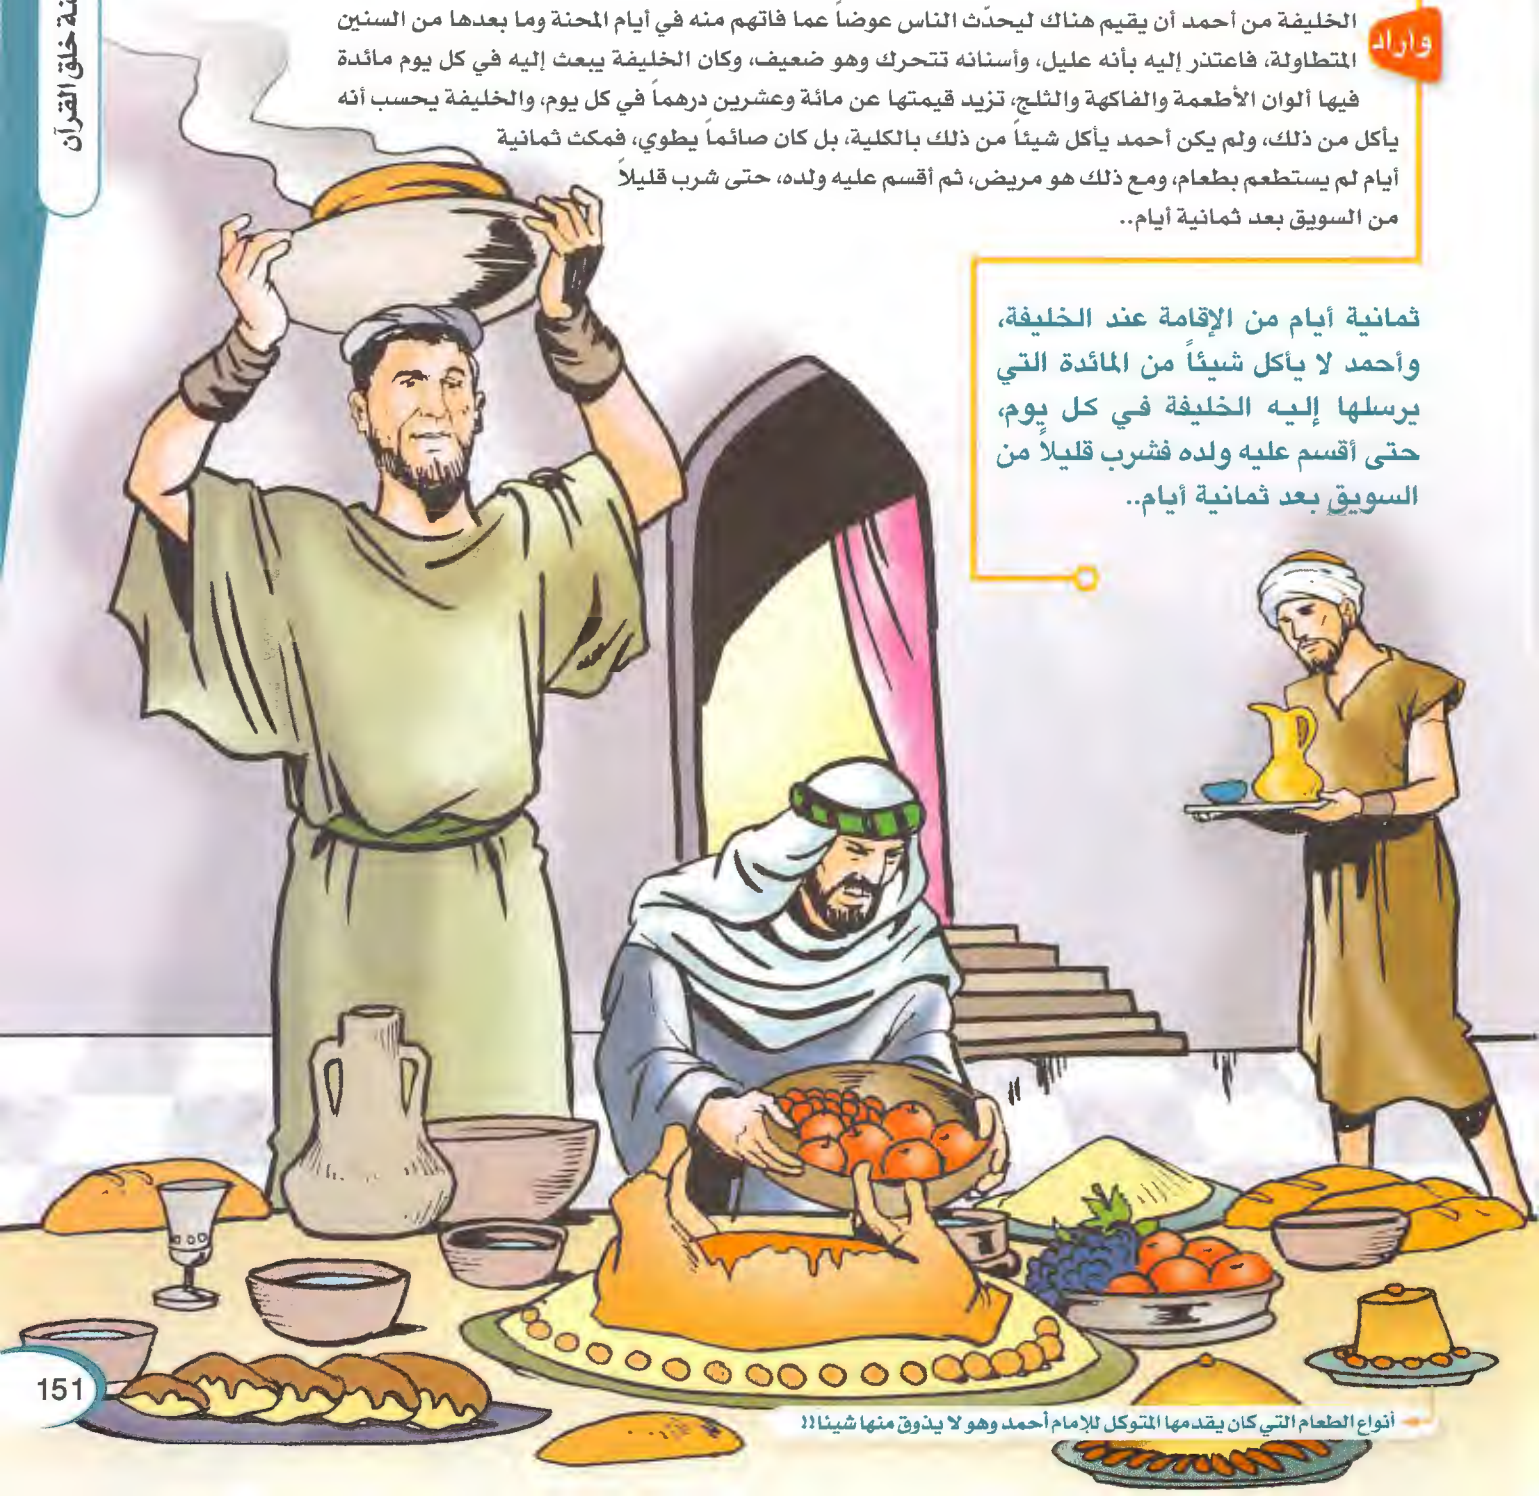 وأراد
الخليفة من أحمد أن يقيم هناك ليحدّث الناس عوضاً عما فاتهم منه في أيام المحنة وما بعدها من السنين
المتطاولة، فاعتذر إليه بأنه عليل، وأسنانه تتحرك وهو ضعيف، وكان الخليفة يبعث إليه في كل يوم مائدة
فيها ألوان الأطعمة والفاكهة والثلج، تزيد قيمتها عن مائة وعشرين درهماً في كل يوم، والخليفة يحسب أنه
يأكل من ذلك، ولم يكن أحمد يأكل شيئاً من ذلك بالكلية، بل كان صائماً يطوي، فمكث ثمانية
أيام لم يستطعم بطعام، ومع ذلك هو مريض، ثم أقسم عليه ولده، حتى شرب قليلاً
من السويق بعد ثمانية أيام..
ثمانية أيام من الإقامة عند الخليفة،
وأحمد لا يأكل شيئاً من المائدة التي
يرسلها إليه الخليفة في كل يوم،
حتى أقسم عليه ولده فشرب قليلاً من
السويق بعد ثمانية أيام..
خلق القرآن
أنواع الطعام التي كان يقدمها المتوكل للإمام أحمد وهو لا يذوق منها شيئا!!
151